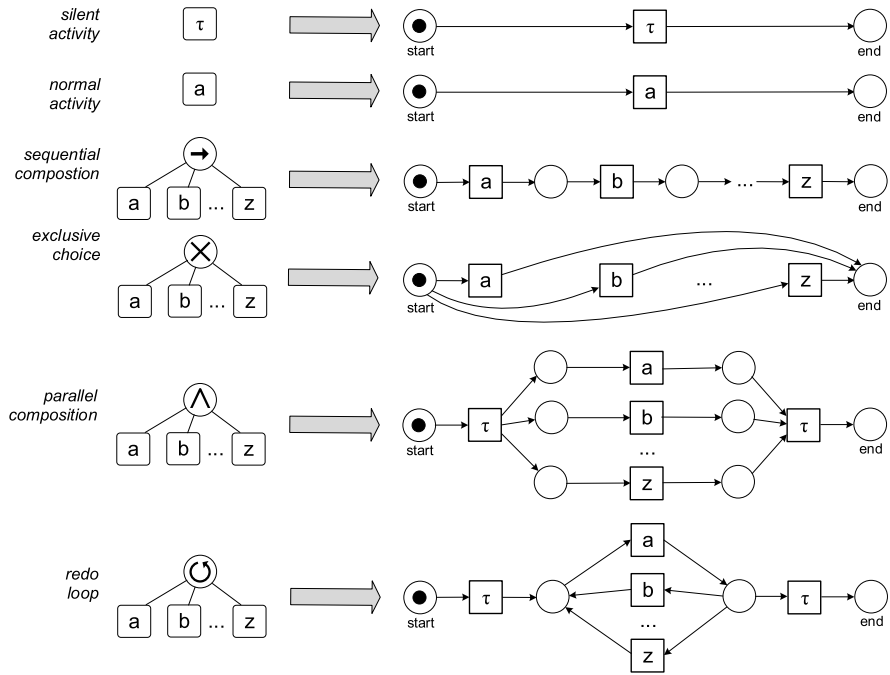 silent
activity
τ
τ
start
end
normal
activity
a
a
start
end
sequential
compostion
a b ... z
a b ... z
start
end
exclusive
choice
a b ... z
a b ... z
start
end
parallel
composition
a b ... z
a
τ b τ
...
z
start
end
redo
loop
a b ... z
a
τ b τ
...
z
start
end